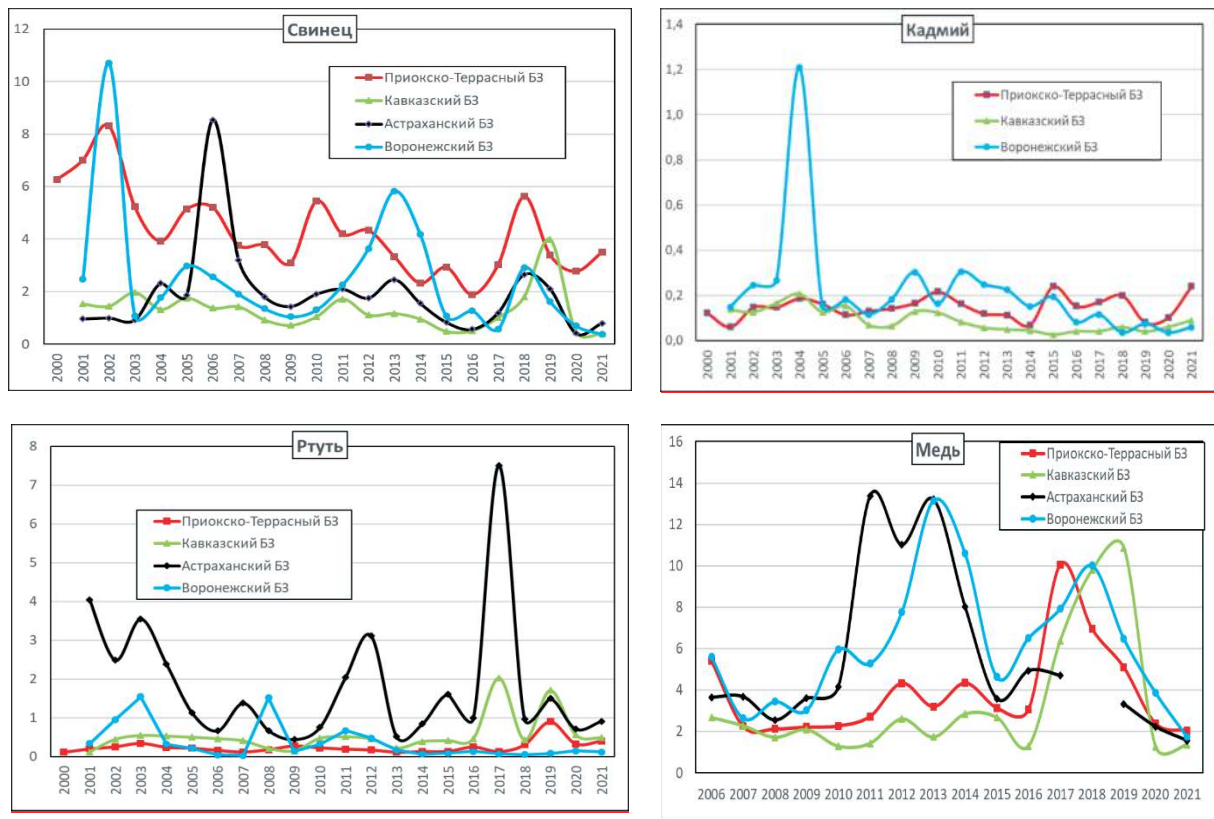 Свинец
12
10
8
6
4
2
0
Приокско-Террасный БЗ
Кавказский БЗ
Астраханский БЗ
Воронежский БЗ
2000 2001 2002 2003 2004 2005 2006 2007 2008 2009 2010 2011 2012 2013 2014 2015 2016 2017 2018 2019 2020 2021
Кадмий
1,4
1,2
1,0
0,8
0,6
0,4
0,2
0,0
Приокско-Террасный БЗ
Кавказский БЗ
Воронежский БЗ
2000 2001 2002 2003 2004 2005 2006 2007 2008 2009 2010 2011 2012 2013 2014 2015 2016 2017 2018 2019 2020 2021
Ртуть
8
7
6
5
4
3
2
1
0
Приокско-Террасный БЗ
Кавказский БЗ
Астраханский БЗ
Воронежский БЗ
2000 2001 2002 2003 2004 2005 2006 2007 2008 2009 2010 2011 2012 2013 2014 2015 2016 2017 2018 2019 2020 2021
Медь
16
14
12
10
8
6
4
2
0
Приокско-Террасный БЗ
Кавказский БЗ
Астраханский БЗ
Воронежский БЗ
2006 2007 2008 2009 2010 2011 2012 2013 2014 2015 2016 2017 2018 2019 2020 2021